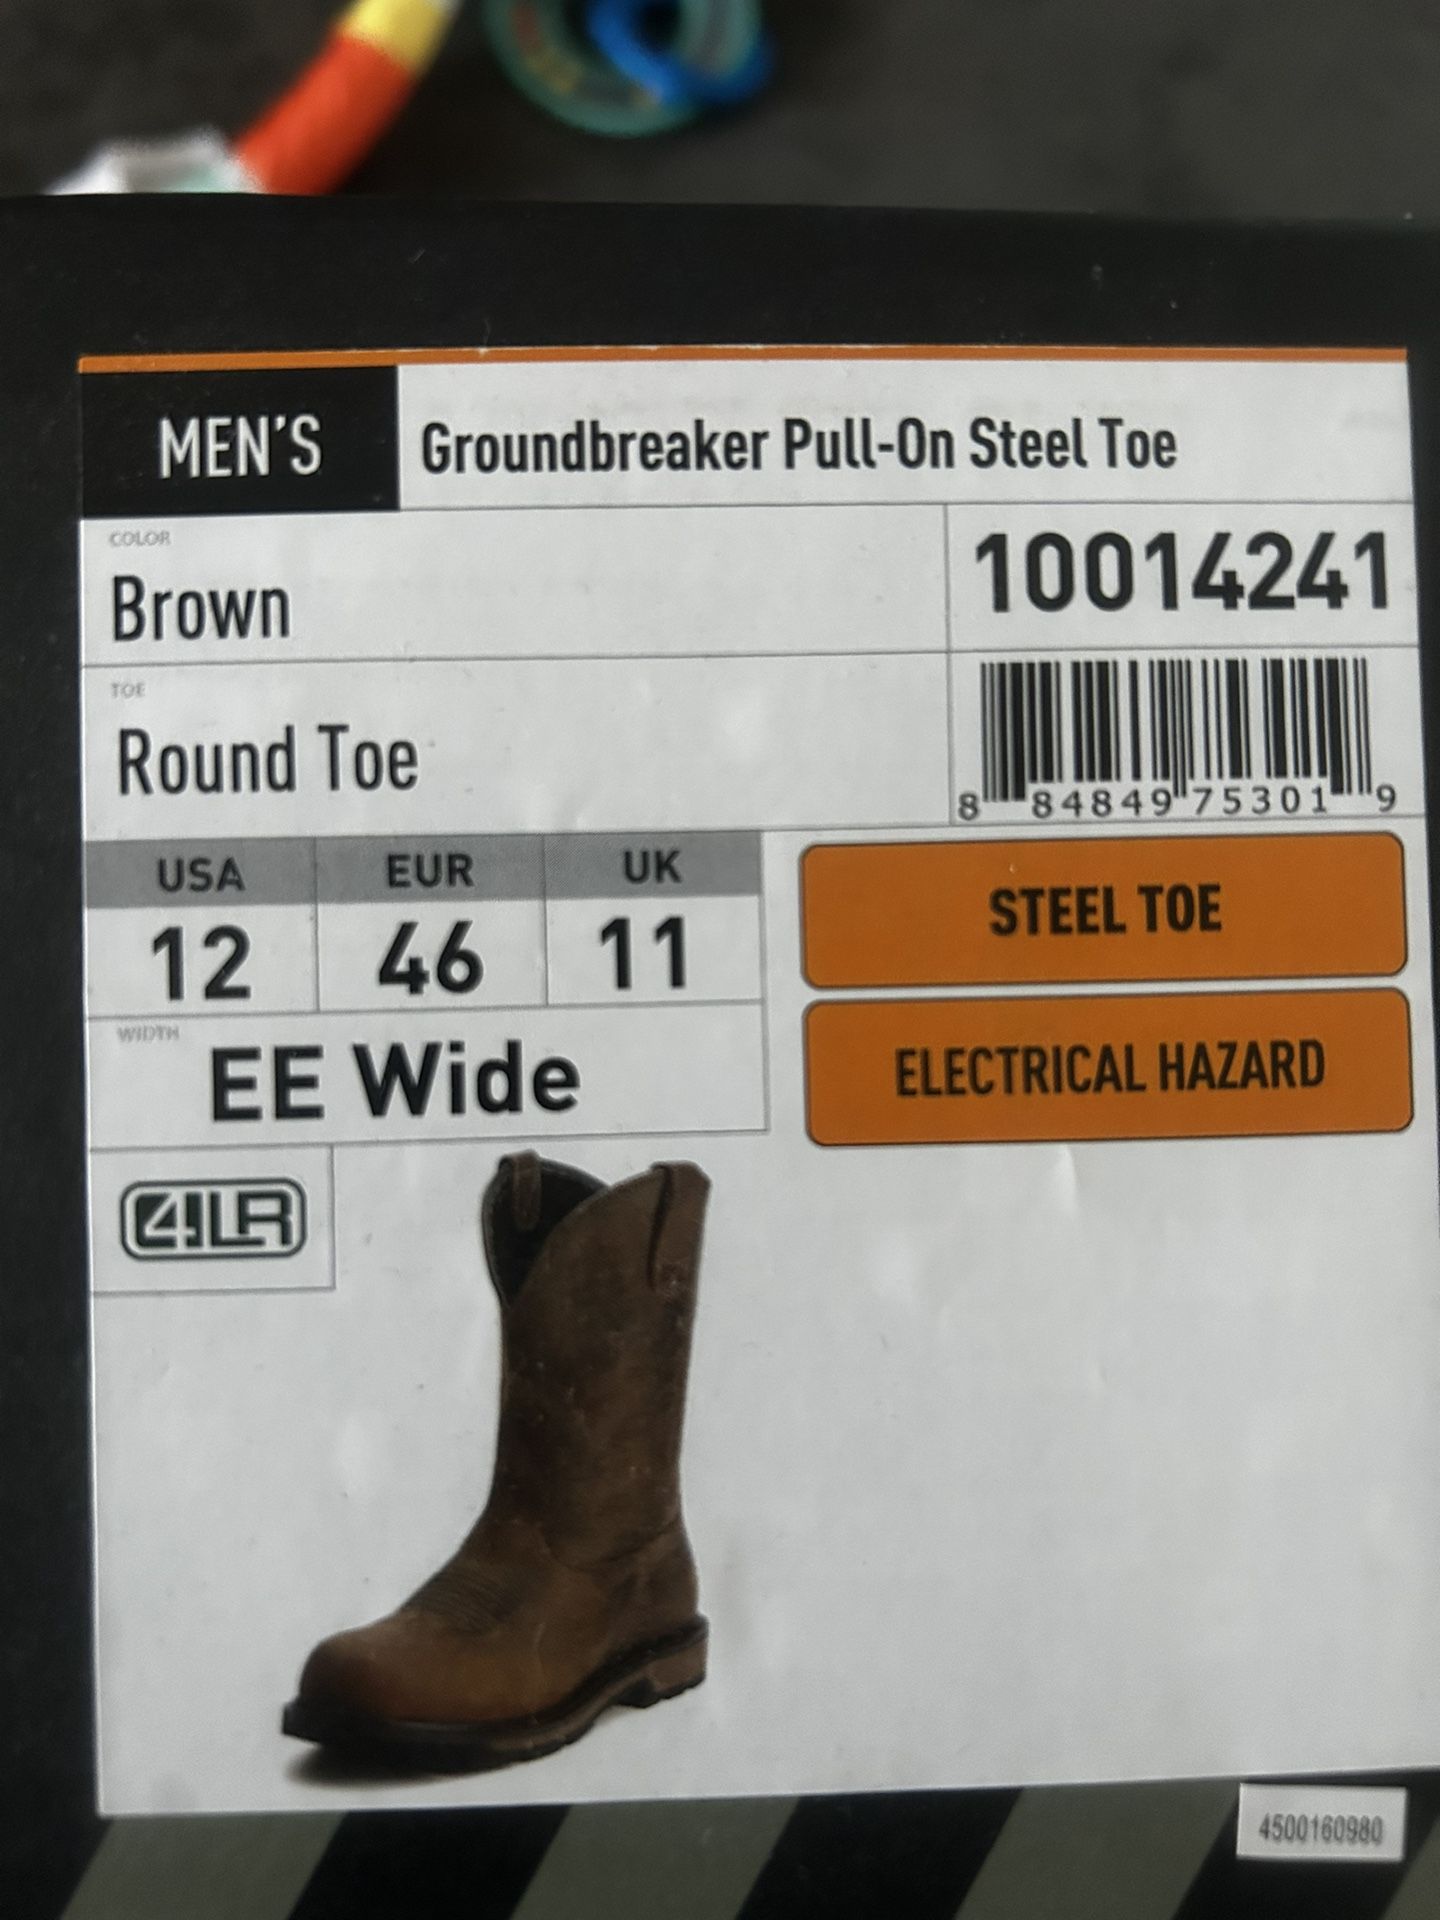 MEN'S
Groundbreaker Pull-On Steel Toe
COLOR
Brown
10014241
TOE
Round Toe
8 84849 75301 9
USA EUR UK
12 46 11
STEEL TOE
WIDTH
EE Wide
ELECTRICAL HAZARD
4LR
4500160980